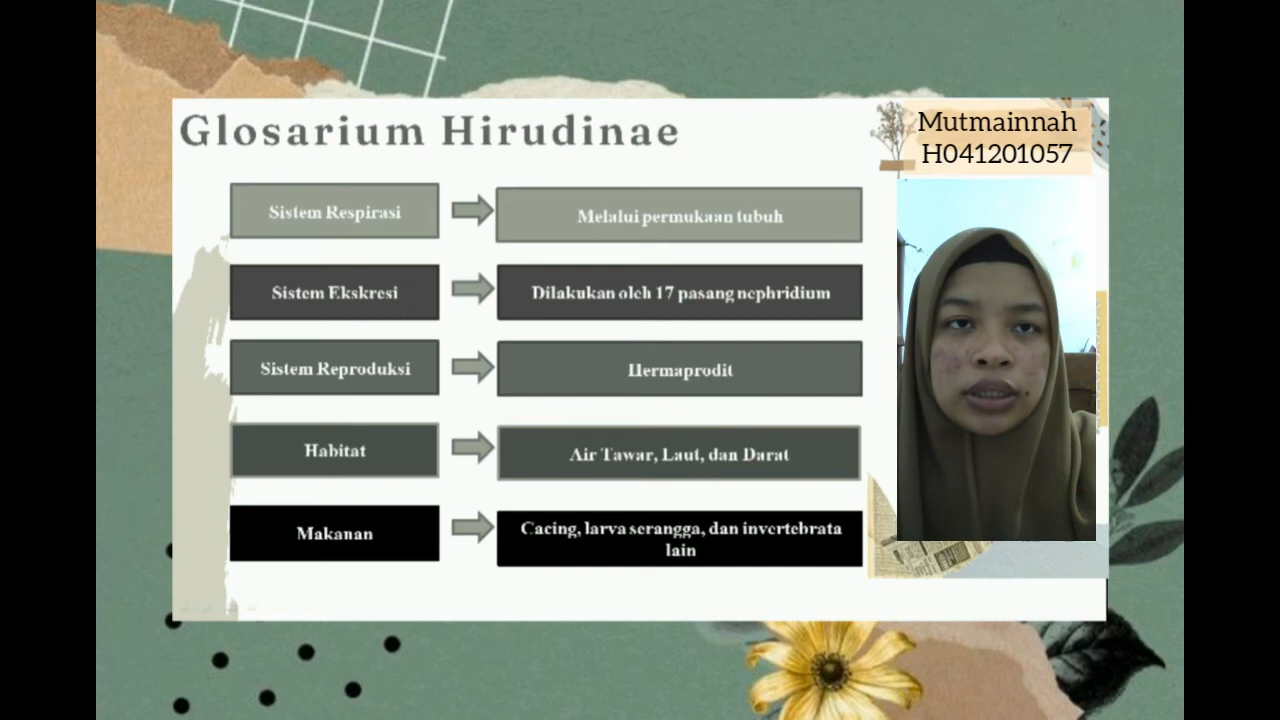 Glosarium Hirudinae
Mutmainnah
H041201057
Sistem Respirasi
Melalui permukaan tubuh
Sistem Ekskresi
Dilakukan oleh 17 pasang nephridium
Sistem Reproduksi
Hermaprodit
Habitat
Air Tawar, Laut, dan Darat
Makanan
Cacing, larva serangga, dan invertebrata
lain